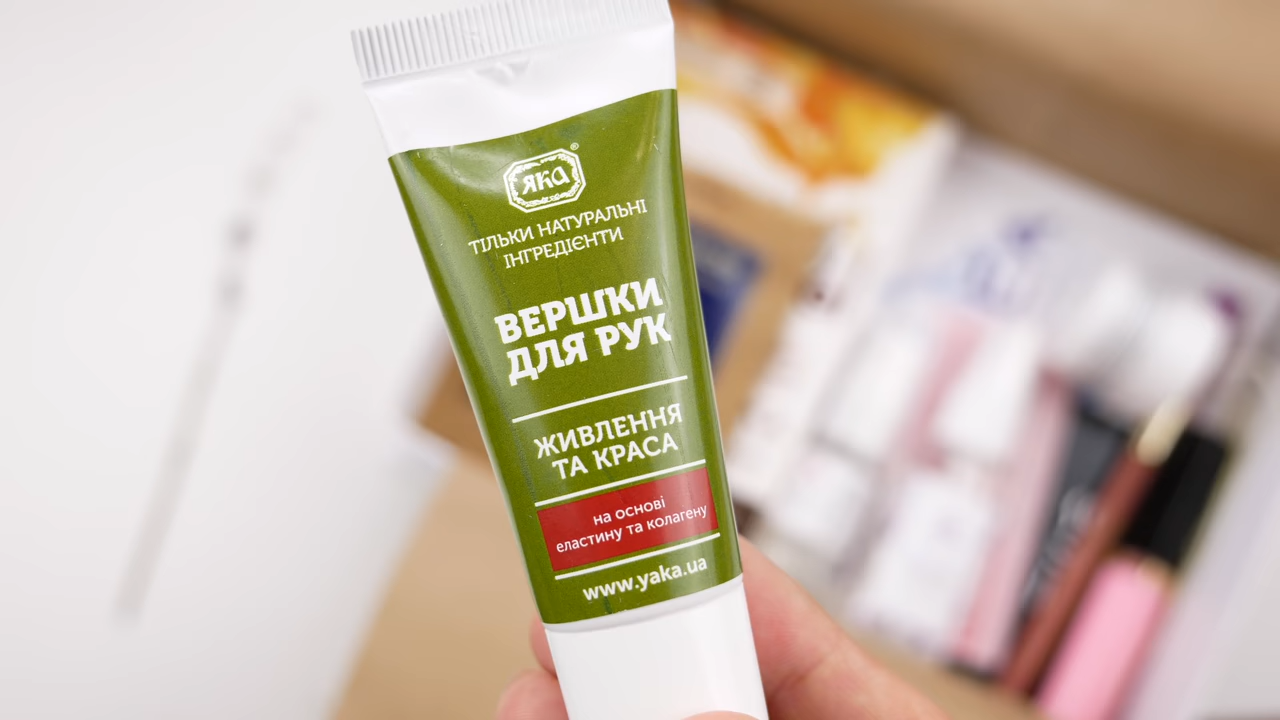 ЯКА
®
ТІЛЬКИ НАТУРАЛЬНІ
ІНГРЕДІЄНТИ
ВЕРШКИ
ДЛЯ РУК
ЖИВЛЕННЯ
ТА КРАСА
на основі
еластину та колагену
www.yaka.ua